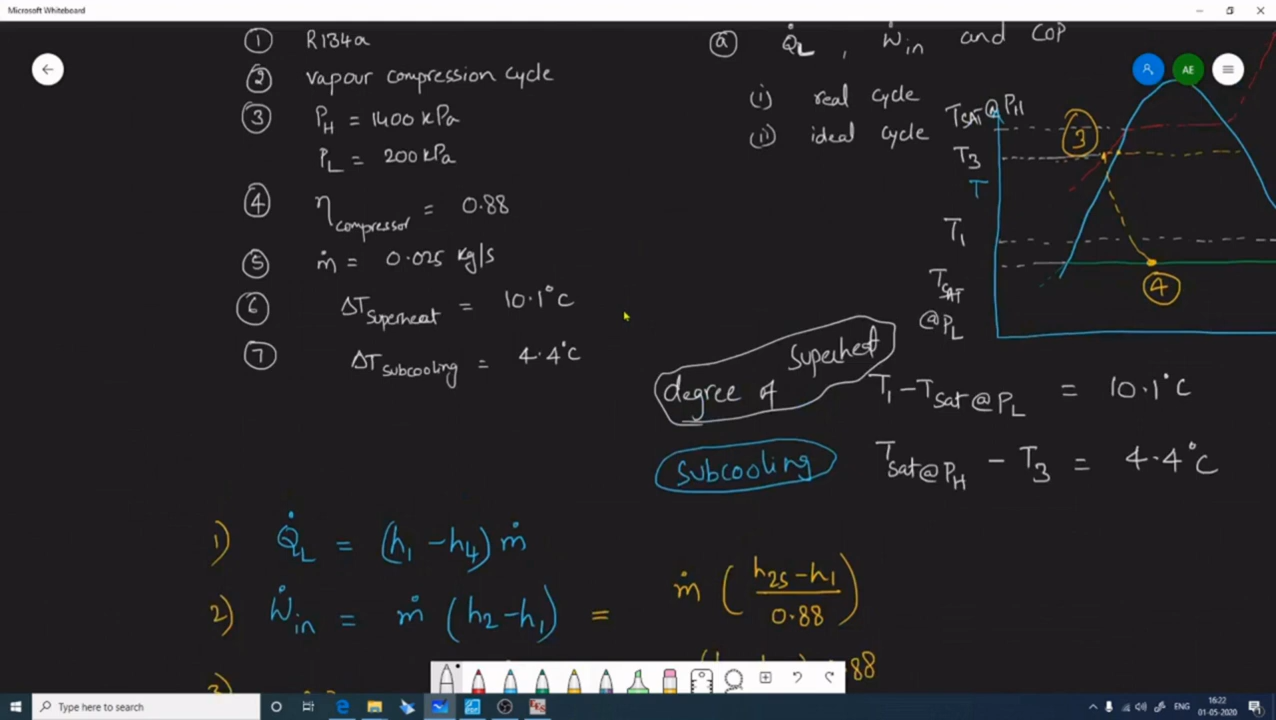 Microsoft Whiteboard
① R134a
② vapour compression cycle
③ P_H = 1400 kPa
P_L = 200 kPa
④ η_compressor = 0.88
⑤ ṁ = 0.025 kg/s
⑥ ΔT_Superheat = 10.1°C
⑦ ΔT_subcooling = 4.4°C
ⓐ Q̇_L , Ẇ_in and COP
(i) real cycle
(ii) ideal cycle
AE
T_SAT @ P_H
③
T_3
T
T_1
T_SAT
@P_L
④
degree of Superheat
T_1 - T_sat@P_L = 10.1°C
Subcooling
T_sat@P_H - T_3 = 4.4°C
1) Q̇_L = (h_1 - h_4) ṁ
2) Ẇ_in = ṁ (h_2 - h_1) = ṁ ( (h_2s - h_1) / 0.88 )
Type here to search
ENG
16:22
01-05-2020